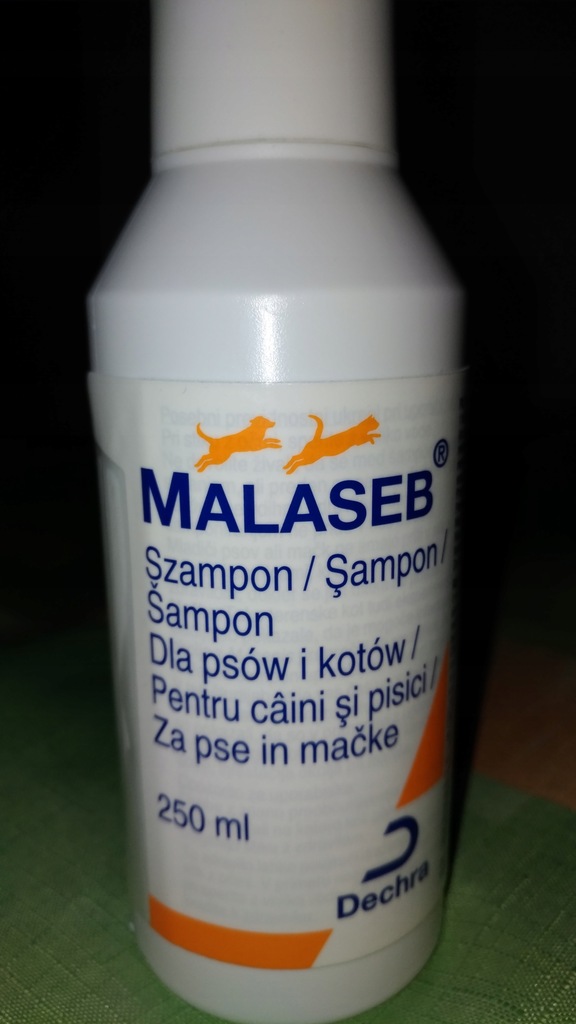 MALASEB®
Szampon / Şampon /
Šampon
Dla psów i kotów /
Pentru câini şi pisici /
Za pse in mačke
250 ml
Dechra